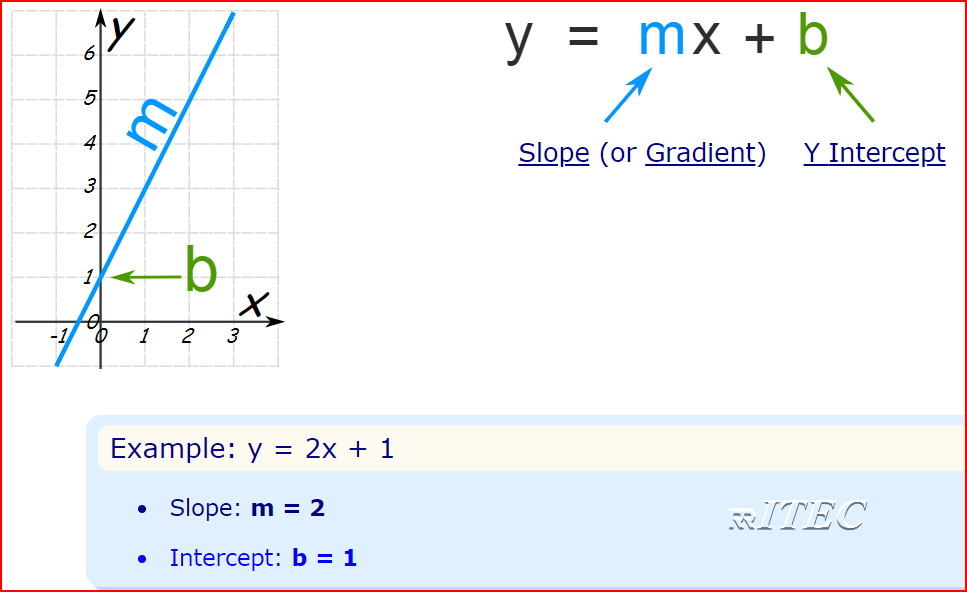 y
6
5
4
3
2
1
0
-1 0 1 2 3
x
m
b
y = mx + b
Slope (or Gradient) Y Intercept
Example: y = 2x + 1
• Slope: m = 2
• Intercept: b = 1
ITEC